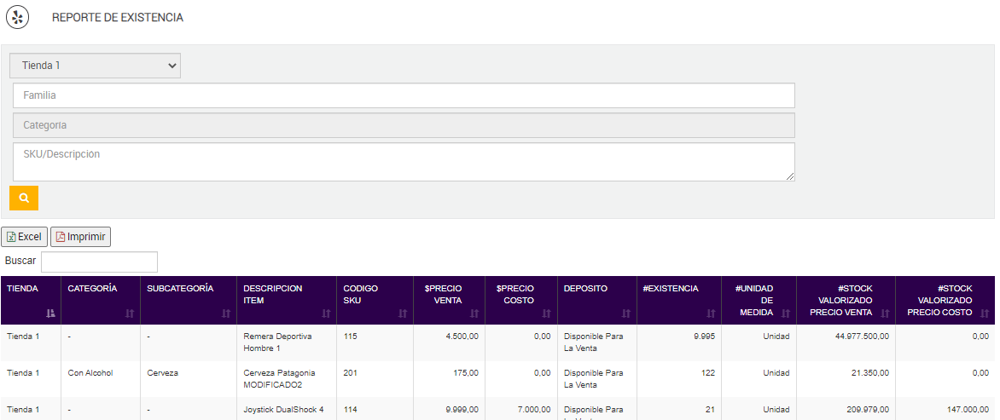 REPORTE DE EXISTENCIA
Tienda 1
Familia
Categoría
SKU/Descripción
Excel Imprimir
Buscar
TIENDA CATEGORÍA SUBCATEGORÍA DESCRIPCION ITEM CODIGO SKU $PRECIO VENTA $PRECIO COSTO DEPOSITO #EXISTENCIA #UNIDAD DE MEDIDA #STOCK VALORIZADO PRECIO VENTA #STOCK VALORIZADO PRECIO COSTO
Tienda 1 - - Remera Deportiva Hombre 1 115 4.500,00 0,00 Disponible Para La Venta 9.995 Unidad 44.977.500,00 0,00
Tienda 1 Con Alcohol Cerveza Cerveza Patagonia MODIFICADO2 201 175,00 0,00 Disponible Para La Venta 122 Unidad 21.350,00 0,00
Tienda 1 - - Joystick DualShock 4 114 9.999,00 7.000,00 Disponible Para La Venta 21 Unidad 209.979,00 147.000,00